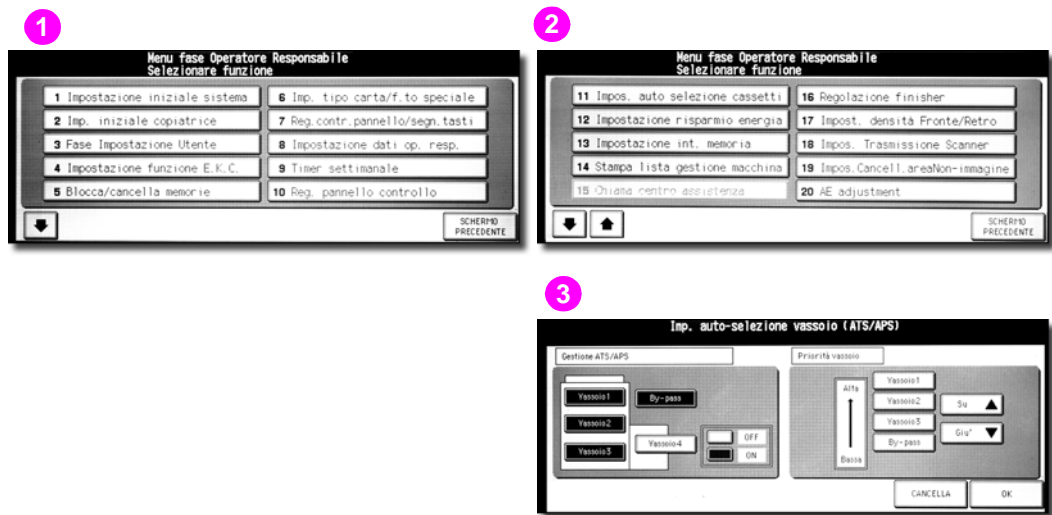 1
Menu fase Operatore Responsabile
Selezionare funzione
1 Impostazione iniziale sistema
2 Imp. iniziale copiatrice
3 Fase Impostazione Utente
4 Impostazione funzione E.K.C.
5 Blocca/cancella memorie
6 Imp. tipo carta/f.to speciale
7 Reg.contr.pannello/segn.tasti
8 Impostazione dati op. resp.
9 Timer settimanale
10 Reg. pannello controllo
SCHERMO
PRECEDENTE
2
Menu fase Operatore Responsabile
Selezionare funzione
11 Impos. auto selezione cassetti
12 Impostazione risparmio energia
13 Impostazione int. memoria
14 Stampa lista gestione macchina
15 Chiama centro assistenza
16 Regolazione finisher
17 Impost. densità Fronte/Retro
18 Impos. Trasmissione Scanner
19 Impos.Cancell.areaNon-immagine
20 AE adjustment
SCHERMO
PRECEDENTE
3
Imp. auto-selezione vassoio (ATS/APS)
Gestione ATS/APS
Vassoio1
Vassoio2
Vassoio3
By-pass
Vassoio4
OFF
ON
Priorità vassoio
Alta
Bassa
Vassoio1
Vassoio2
Vassoio3
By-pass
Su
Giu'
CANCELLA
OK